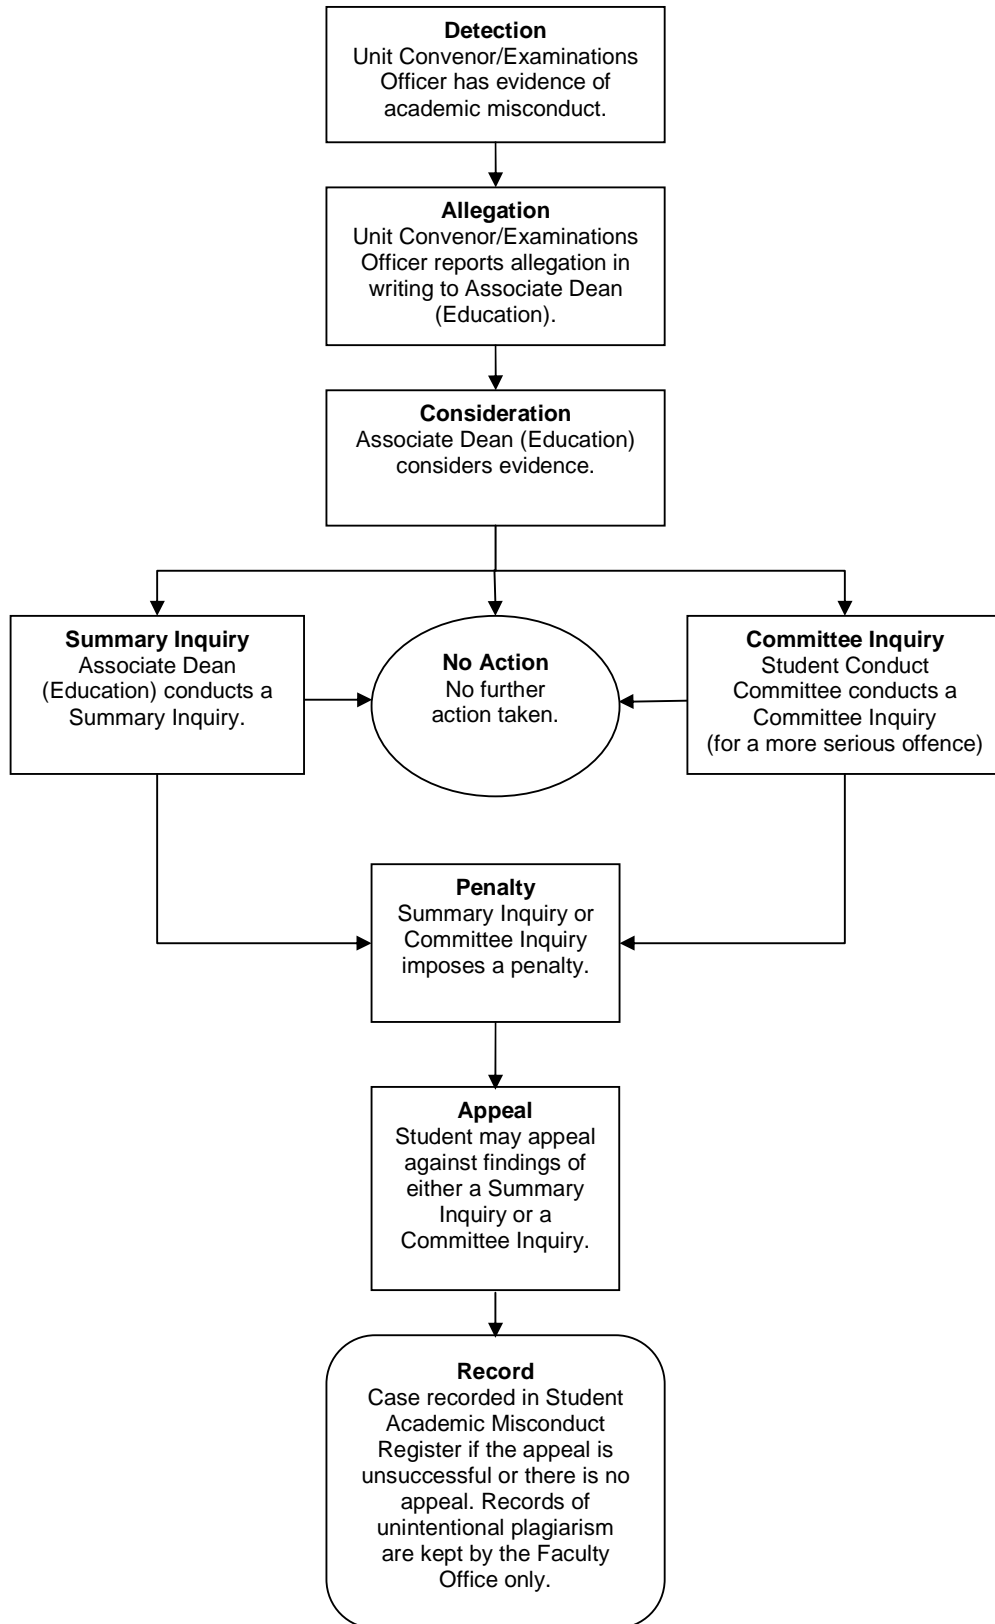 Detection
Unit Convenor/Examinations
Officer has evidence of
academic misconduct.
Allegation
Unit Convenor/Examinations
Officer reports allegation in
writing to Associate Dean
(Education).
Consideration
Associate Dean (Education)
considers evidence.
Summary Inquiry
Associate Dean
(Education) conducts a
Summary Inquiry.
No Action
No further
action taken.
Committee Inquiry
Student Conduct
Committee conducts a
Committee Inquiry
(for a more serious offence)
Penalty
Summary Inquiry or
Committee Inquiry
imposes a penalty.
Appeal
Student may appeal
against findings of
either a Summary
Inquiry or a
Committee Inquiry.
Record
Case recorded in Student
Academic Misconduct
Register if the appeal is
unsuccessful or there is no
appeal. Records of
unintentional plagiarism
are kept by the Faculty
Office only.